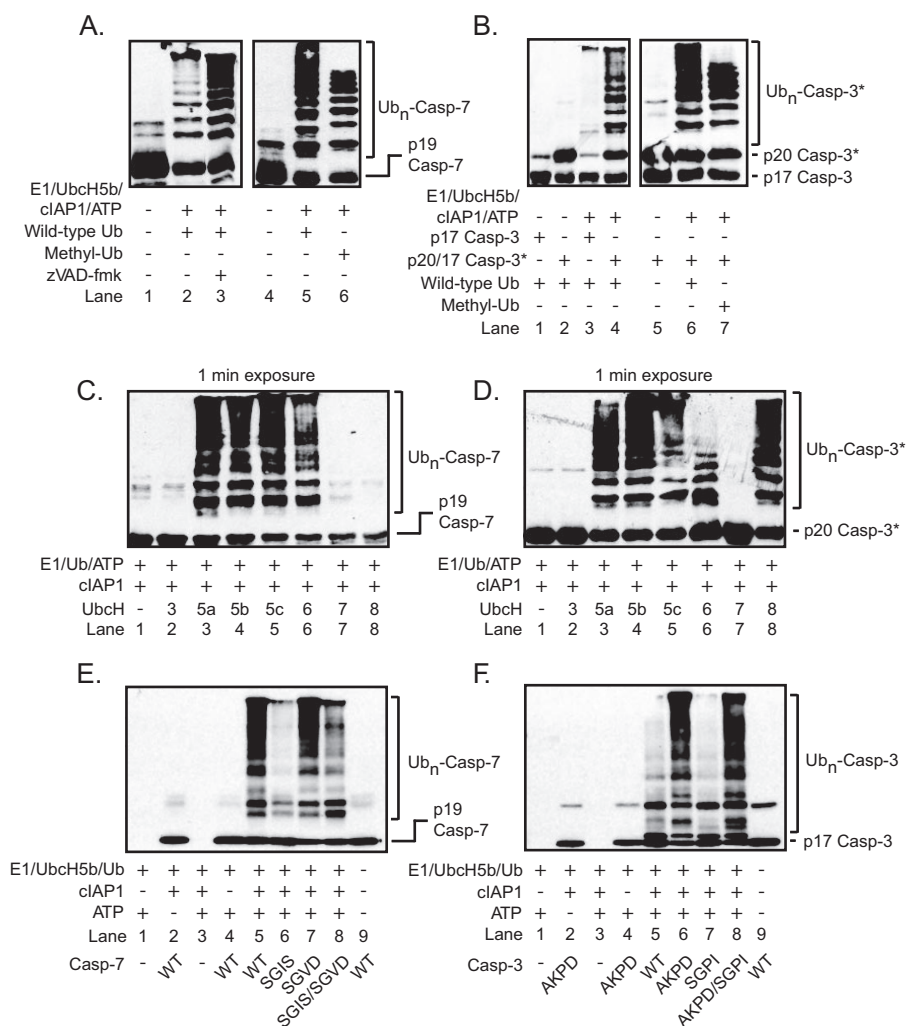 A.
Ubn-Casp-7
p19
Casp-7
E1/UbcH5b/
cIAP1/ATP - + + - + +
Wild-type Ub + + +
Methyl-Ub +
zVAD-fmk +
Lane 1 2 3 4 5 6
B.
Ubn-Casp-3*
p20 Casp-3*
p17 Casp-3
E1/UbcH5b/
cIAP1/ATP - - + + - + +
p17 Casp-3 + - + -
p20/17 Casp-3* - + - + + + +
Wild-type Ub + + + + - + -
Methyl-Ub - - - - - - +
Lane 1 2 3 4 5 6 7
C.
1 min exposure
Ubn-Casp-7
p19
Casp-7
E1/Ub/ATP + + + + + + + +
cIAP1 + + + + + + + +
UbcH - 3 5a 5b 5c 6 7 8
Lane 1 2 3 4 5 6 7 8
D.
1 min exposure
Ubn-Casp-3*
p20 Casp-3*
E1/Ub/ATP + + + + + + + +
cIAP1 + + + + + + + +
UbcH - 3 5a 5b 5c 6 7 8
Lane 1 2 3 4 5 6 7 8
E.
Ubn-Casp-7
p19
Casp-7
E1/UbcH5b/Ub + + + + + + + + -
cIAP1 - + + - + + + + -
ATP + - + + + + + + -
Lane 1 2 3 4 5 6 7 8 9
Casp-7 - WT - WT WT SGIS SGVD SGIS/SGVD WT
F.
Ubn-Casp-3
p17 Casp-3
E1/UbcH5b/Ub + + + + + + + + -
cIAP1 - + + - + + + + -
ATP + - + + + + + + -
Lane 1 2 3 4 5 6 7 8 9
Casp-3 - AKPD - AKPD WT AKPD SGPI AKPD/SGPI WT